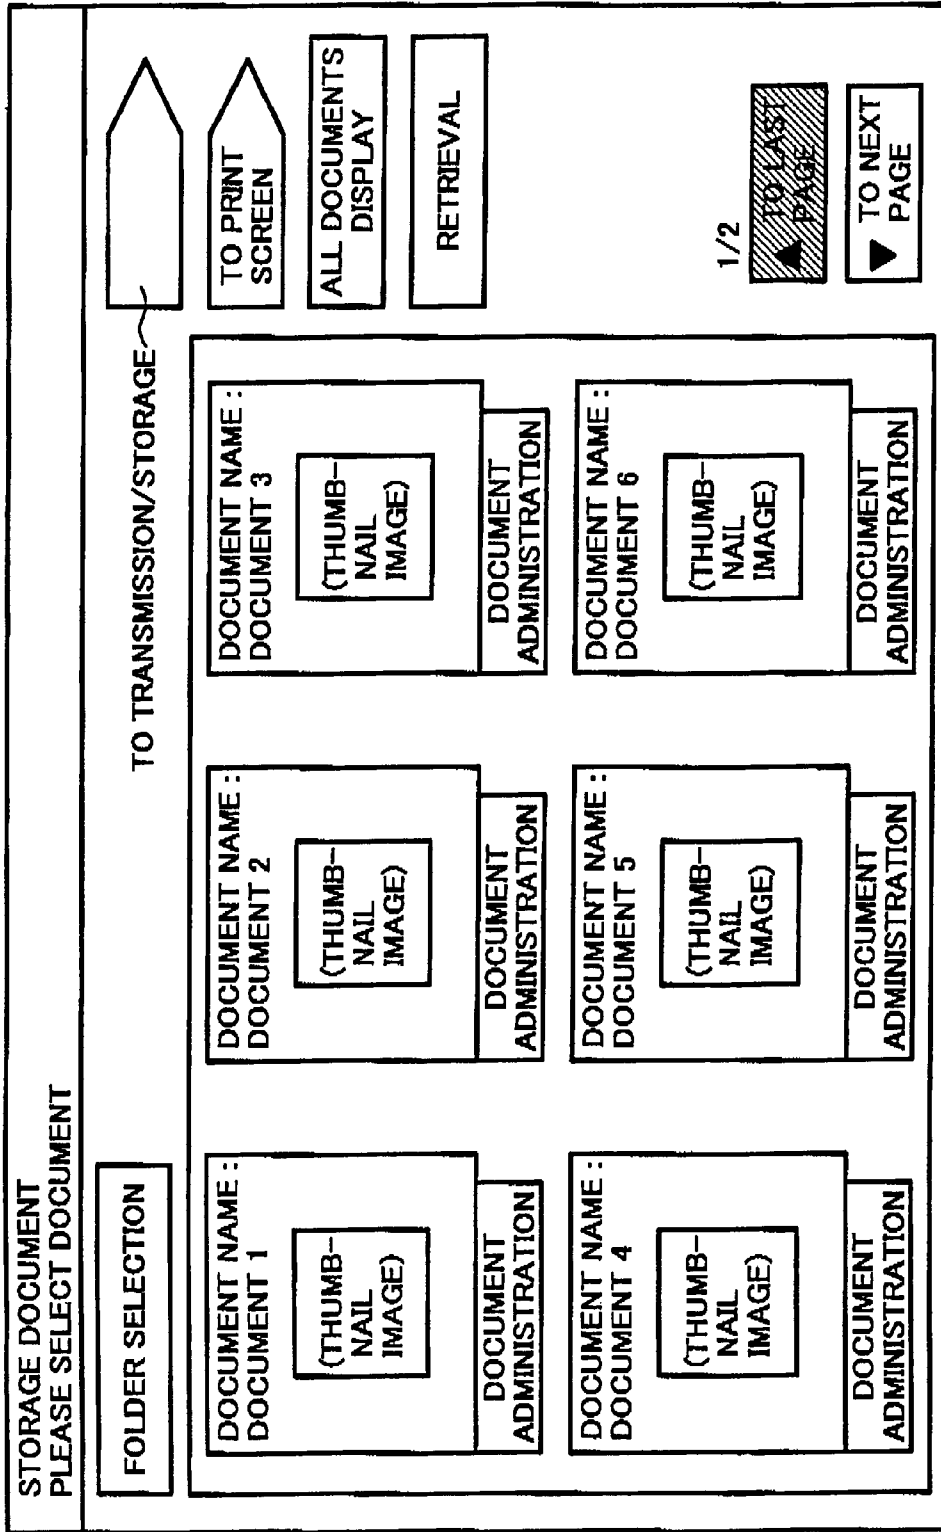 STORAGE DOCUMENT
PLEASE SELECT DOCUMENT
FOLDER SELECTION
TO TRANSMISSION/STORAGE
DOCUMENT NAME :
DOCUMENT 1
(THUMB-
NAIL
IMAGE)
DOCUMENT
ADMINISTRATION
DOCUMENT NAME :
DOCUMENT 2
(THUMB-
NAIL
IMAGE)
DOCUMENT
ADMINISTRATION
DOCUMENT NAME :
DOCUMENT 3
(THUMB-
NAIL
IMAGE)
DOCUMENT
ADMINISTRATION
DOCUMENT NAME :
DOCUMENT 4
(THUMB-
NAIL
IMAGE)
DOCUMENT
ADMINISTRATION
DOCUMENT NAME :
DOCUMENT 5
(THUMB-
NAIL
IMAGE)
DOCUMENT
ADMINISTRATION
DOCUMENT NAME :
DOCUMENT 6
(THUMB-
NAIL
IMAGE)
DOCUMENT
ADMINISTRATION
TO PRINT
SCREEN
ALL DOCUMENTS
DISPLAY
RETRIEVAL
1/2
▲ TO LAST
PAGE
▼ TO NEXT
PAGE